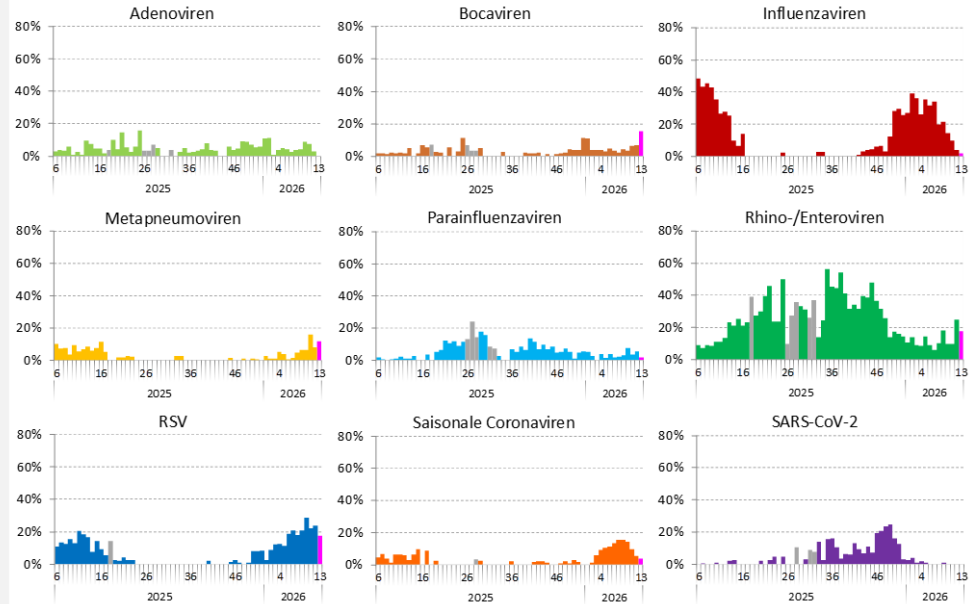 Adenoviren Bocaviren Influenzaviren
80% 80% 80%
60% 60% 60%
40% 40% 40%
20% 20% 20%
0% 0% 0%
6 16 26 36 46 4 13 6 16 26 36 46 4 13 6 16 26 36 46 4 13
2025 2026 2025 2026 2025 2026
Metapneumoviren Parainfluenzaviren Rhino-/Enteroviren
80% 80% 80%
60% 60% 60%
40% 40% 40%
20% 20% 20%
0% 0% 0%
6 16 26 36 46 4 13 6 16 26 36 46 4 13 6 16 26 36 46 4 13
2025 2026 2025 2026 2025 2026
RSV Saisonale Coronaviren SARS-CoV-2
80% 80% 80%
60% 60% 60%
40% 40% 40%
20% 20% 20%
0% 0% 0%
6 16 26 36 46 4 13 6 16 26 36 46 4 13 6 16 26 36 46 4 13
2025 2026 2025 2026 2025 2026